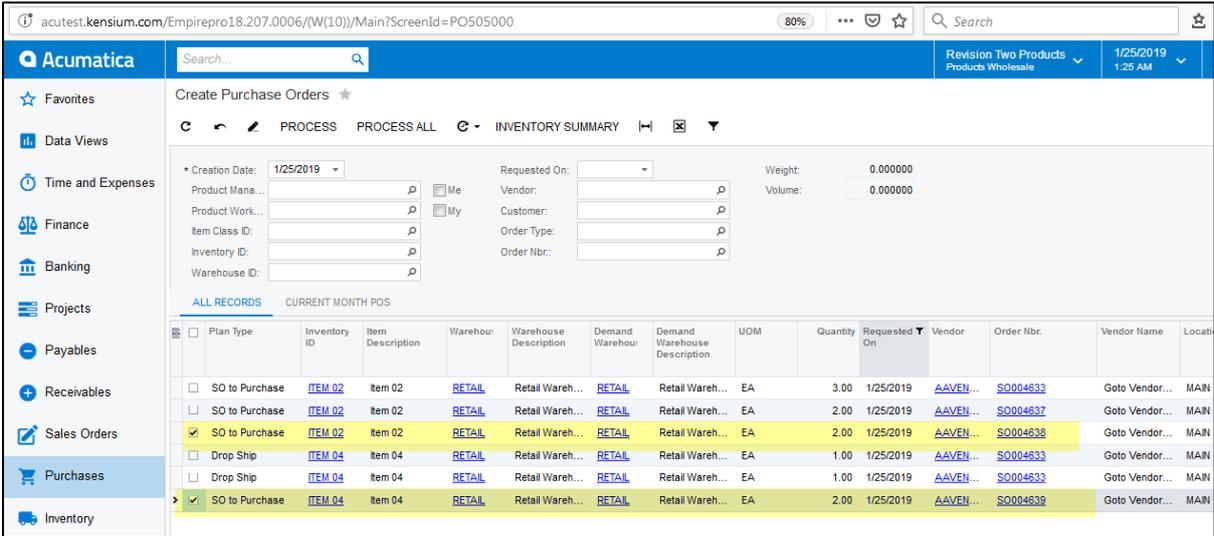 acutest.kensium.com/Empirepro18.207.0006/(W(10))/Main?ScreenId=PO505000 80% Search
Acumatica Search... Revision Two Products 1/25/2019
Products Wholesale 1:25 AM
Favorites
Data Views
Time and Expenses
Finance
Banking
Projects
Payables
Receivables
Sales Orders
Purchases
Inventory
Create Purchase Orders
PROCESS PROCESS ALL INVENTORY SUMMARY
* Creation Date: 1/25/2019 Requested On: Weight: 0.000000
Product Mana... Me Vendor: Volume: 0.000000
Product Work... My Customer:
Item Class ID: Order Type:
Inventory ID: Order Nbr.:
Warehouse ID:
ALL RECORDS CURRENT MONTH POS
Plan Type Inventory Item Warehou Warehouse Demand Demand UOM Quantity Requested Vendor Order Nbr. Vendor Name Locati
ID Description Description Warehou Warehouse On
Description
SO to Purchase ITEM 02 Item 02 RETAIL Retail Wareh... RETAIL Retail Wareh... EA 3.00 1/25/2019 AAVEN... SO004633 Goto Vendor... MAIN
SO to Purchase ITEM 02 Item 02 RETAIL Retail Wareh... RETAIL Retail Wareh... EA 2.00 1/25/2019 AAVEN... SO004637 Goto Vendor... MAIN
SO to Purchase ITEM 02 Item 02 RETAIL Retail Wareh... RETAIL Retail Wareh... EA 2.00 1/25/2019 AAVEN... SO004638 Goto Vendor... MAIN
Drop Ship ITEM 04 Item 04 RETAIL Retail Wareh... RETAIL Retail Wareh... EA 1.00 1/25/2019 AAVEN... SO004633 Goto Vendor... MAIN
Drop Ship ITEM 04 Item 04 RETAIL Retail Wareh... RETAIL Retail Wareh... EA 1.00 1/25/2019 AAVEN... SO004633 Goto Vendor... MAIN
SO to Purchase ITEM 04 Item 04 RETAIL Retail Wareh... RETAIL Retail Wareh... EA 2.00 1/25/2019 AAVEN... SO004639 Goto Vendor... MAIN